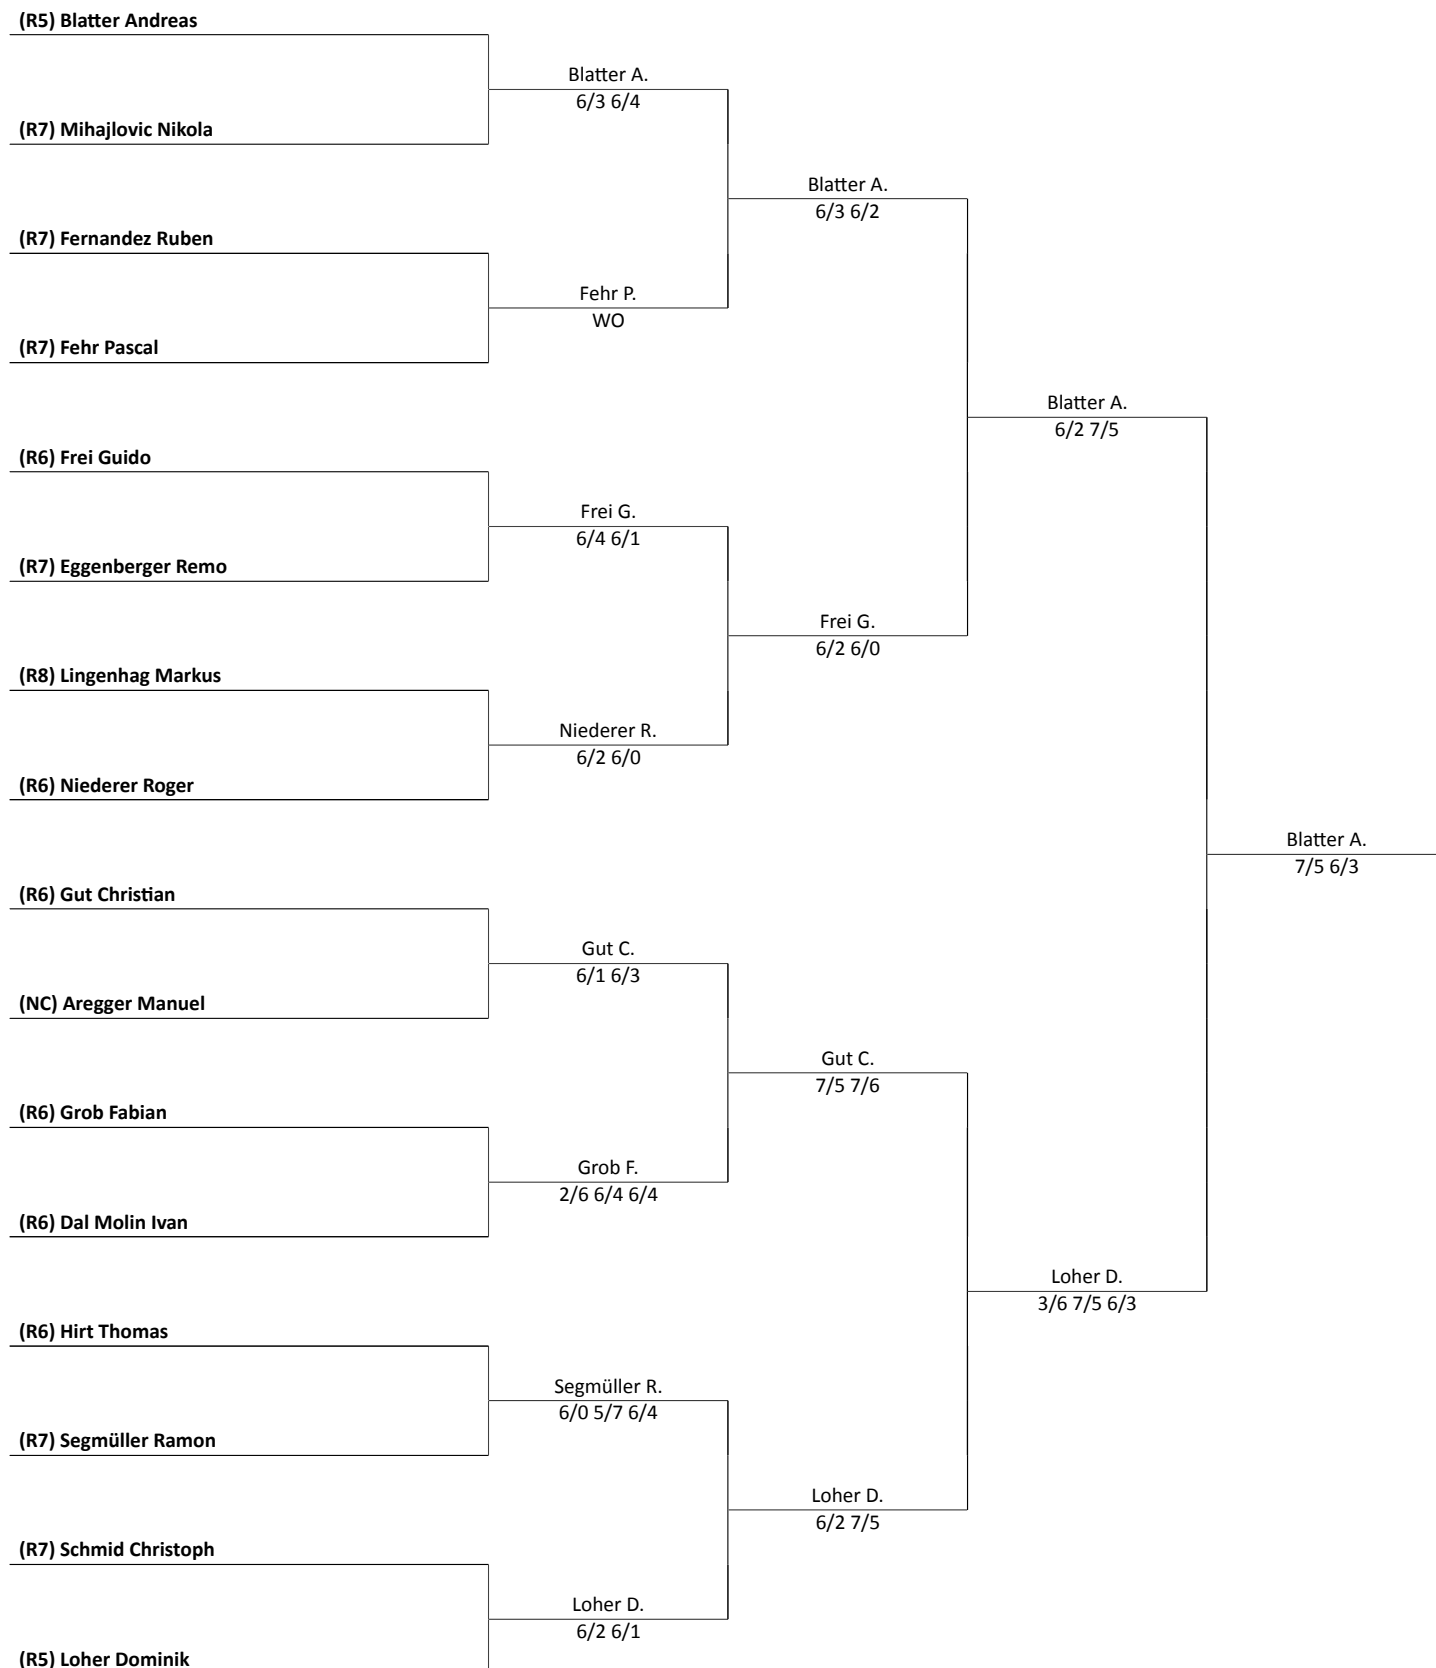 (R5) Blatter Andreas
Blatter A.
6/3 6/4
(R7) Mihajlovic Nikola
Blatter A.
6/3 6/2
(R7) Fernandez Ruben
Fehr P.
WO
(R7) Fehr Pascal
Blatter A.
6/2 7/5
(R6) Frei Guido
Frei G.
6/4 6/1
(R7) Eggenberger Remo
Frei G.
6/2 6/0
(R8) Lingenhag Markus
Niederer R.
6/2 6/0
(R6) Niederer Roger
Blatter A.
7/5 6/3
(R6) Gut Christian
Gut C.
6/1 6/3
(NC) Aregger Manuel
Gut C.
7/5 7/6
(R6) Grob Fabian
Grob F.
2/6 6/4 6/4
(R6) Dal Molin Ivan
Loher D.
3/6 7/5 6/3
(R6) Hirt Thomas
Segmüller R.
6/0 5/7 6/4
(R7) Segmüller Ramon
Loher D.
6/2 7/5
(R7) Schmid Christoph
Loher D.
6/2 6/1
(R5) Loher Dominik